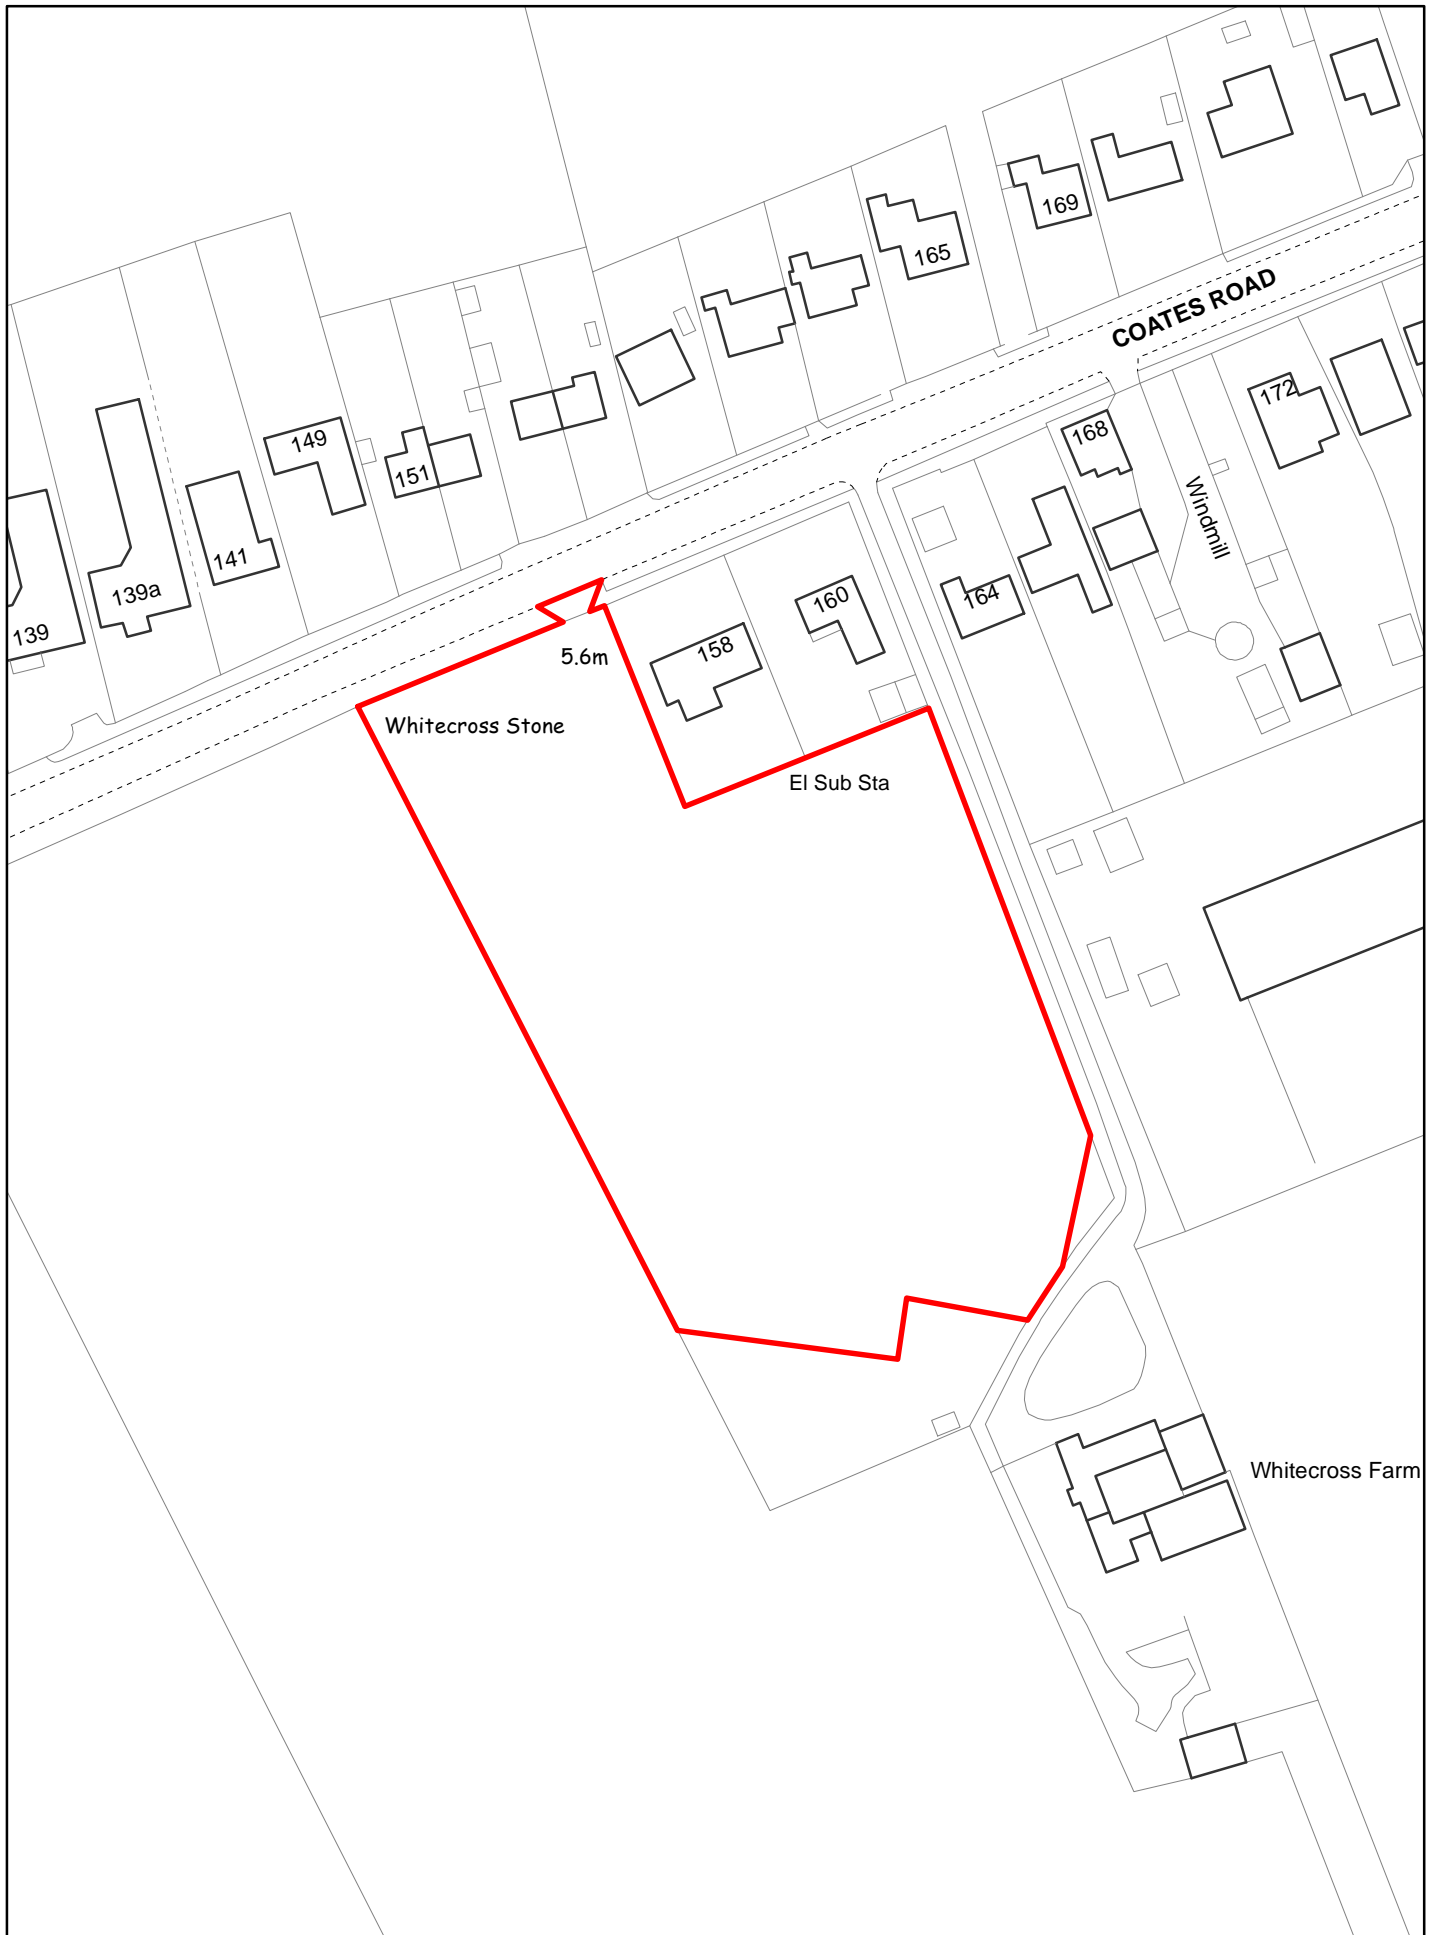 169
165
COATES ROAD
172
149
168
151
Windmill
141
139a
164
160
139
158
5.6m
Whitecross Stone
El Sub Sta
Whitecross Farm